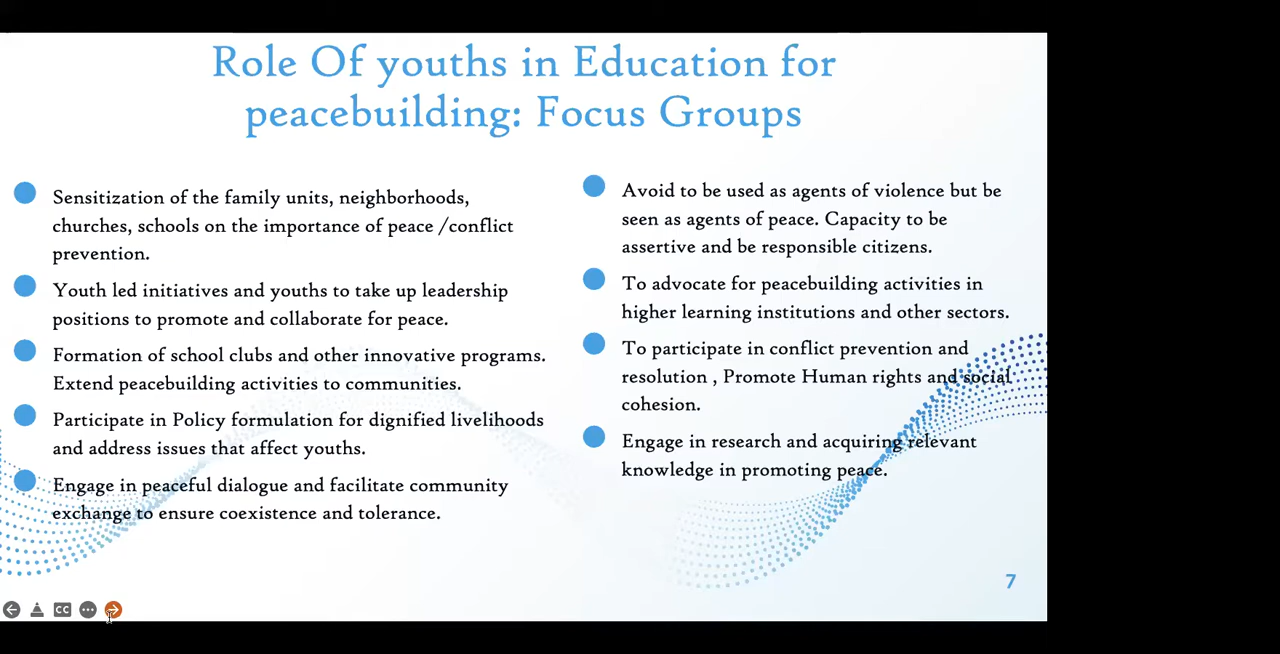 Role Of youths in Education for
peacebuilding: Focus Groups
Sensitization of the family units, neighborhoods,
churches, schools on the importance of peace /conflict
prevention.
Youth led initiatives and youths to take up leadership
positions to promote and collaborate for peace.
Formation of school clubs and other innovative programs.
Extend peacebuilding activities to communities.
Participate in Policy formulation for dignified livelihoods
and address issues that affect youths.
Engage in peaceful dialogue and facilitate community
exchange to ensure coexistence and tolerance.
Avoid to be used as agents of violence but be
seen as agents of peace. Capacity to be
assertive and be responsible citizens.
To advocate for peacebuilding activities in
higher learning institutions and other sectors.
To participate in conflict prevention and
resolution , Promote Human rights and social
cohesion.
Engage in research and acquiring relevant
knowledge in promoting peace.
7
CC